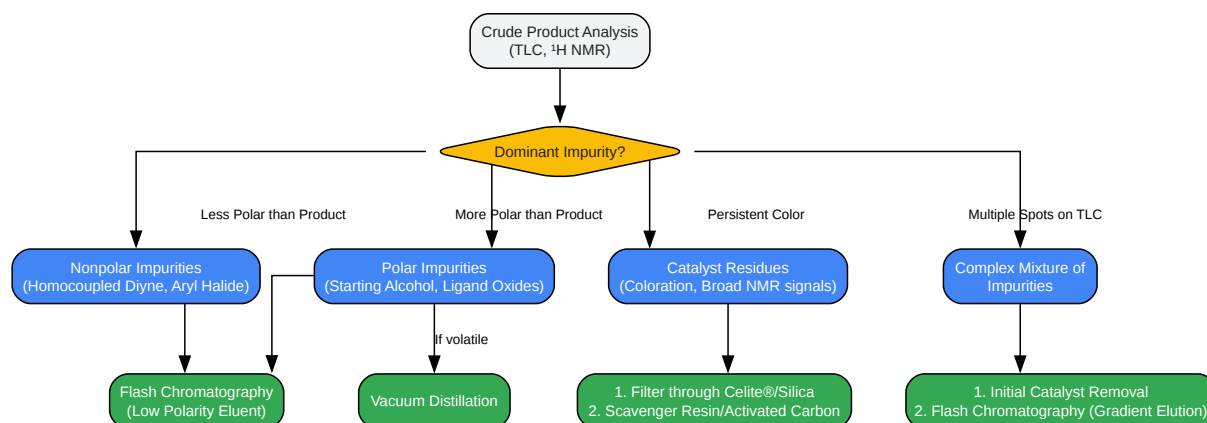 Crude Product Analysis
(TLC, ¹H NMR)
Dominant Impurity?
Less Polar than Product
More Polar than Product
Persistent Color
Multiple Spots on TLC
Nonpolar Impurities
(Homocoupled Diyne, Aryl Halide)
Polar Impurities
(Starting Alcohol, Ligand Oxides)
Catalyst Residues
(Coloration, Broad NMR signals)
Complex Mixture of
Impurities
If volatile
Flash Chromatography
(Low Polarity Eluent)
Vacuum Distillation
1. Filter through Celite®/Silica
2. Scavenger Resin/Activated Carbon
1. Initial Catalyst Removal
2. Flash Chromatography (Gradient Elution)